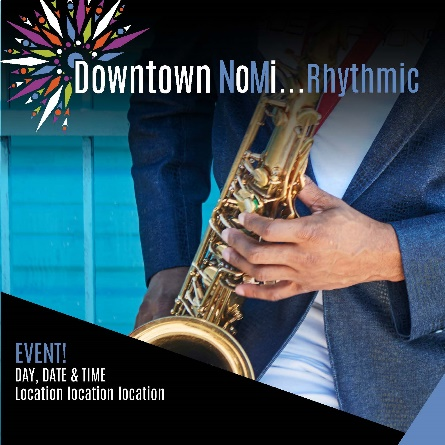 Downtown NoMi...Rhythmic
EVENT!
DAY, DATE & TIME
Location location location